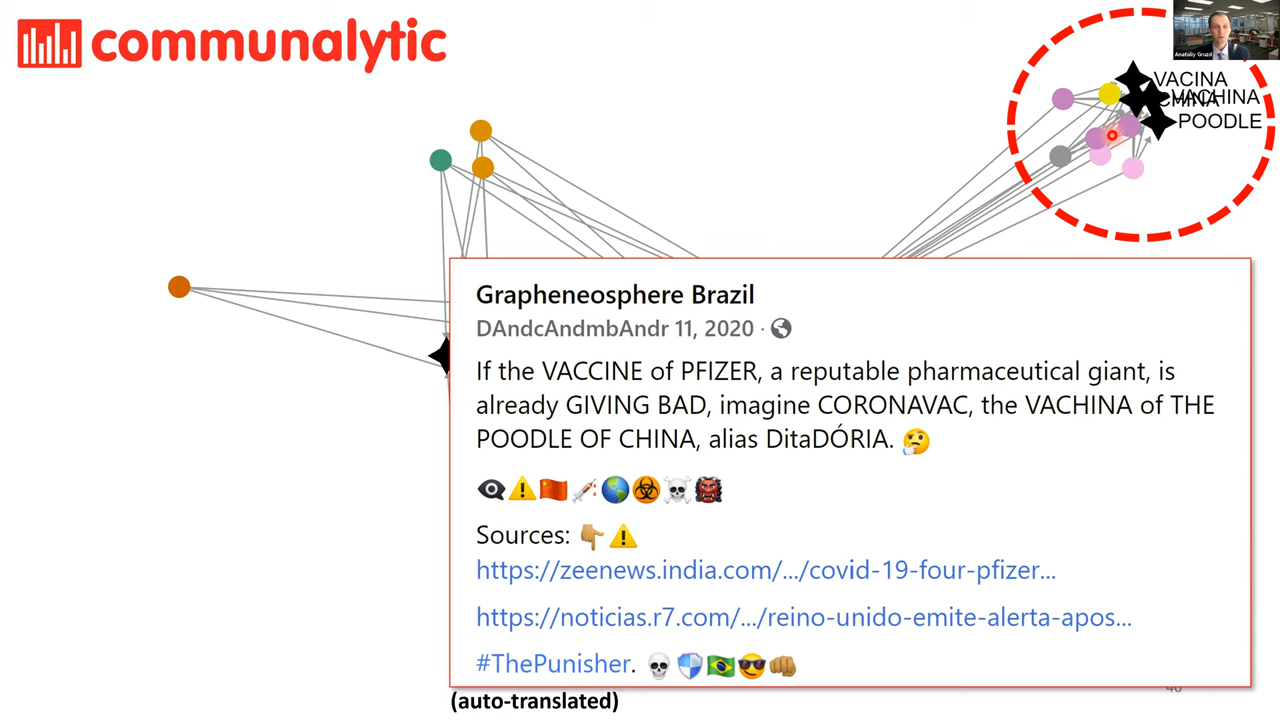 communalytic
Anatoliy Gruzd
VACINA
CHINA
VACHINA
POODLE
Grapheneosphere Brazil
DAndcAndmbAndr 11, 2020 ·
If the VACCINE of PFIZER, a reputable pharmaceutical giant, is
already GIVING BAD, imagine CORONAVAC, the VACHINA of THE
POODLE OF CHINA, alias DitaDÓRIA. 🤔
👁️⚠️🇨🇳💉🌎☣️☠️👹
Sources: 👇🏽⚠️
https://zeenews.india.com/.../covid-19-four-pfizer...
https://noticias.r7.com/.../reino-unido-emite-alerta-apos...
#ThePunisher. 💀🛡️🇧🇷😎👊🏽
(auto-translated)